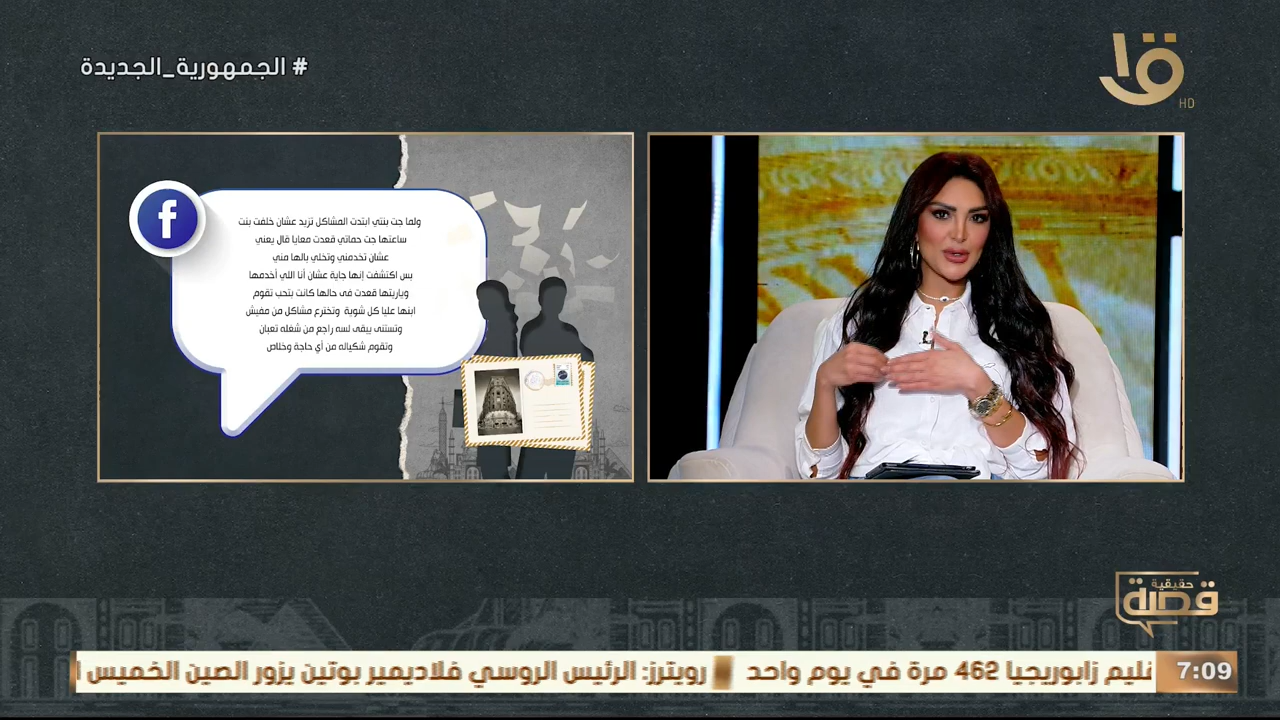 # الجمهورية_الجديدة
HD
f
ولما جت بنتي ابتدت المشاكل تزيد عشان خلفت بنت
ساعتها جت حماتي قعدت معايا قال يعني
عشان تخدمني وتخلي بالها مني
بس اكتشفت إنها جاية عشان أنا اللي أخدمها
وياريتها قعدت في حالها كانت بتحب تقوم
ابنها عليا كل شوية وتخترع مشاكل من مفيش
وتستنى يبقى لسه راجع من شغله تعبان
وتقوم شكياله من أي حاجة وخلاص
قصة حقيقية
7:09 قليم زابوريجيا 462 مرة في يوم واحد رويترز: الرئيس الروسي فلاديمير بوتين يزور الصين الخميس ا